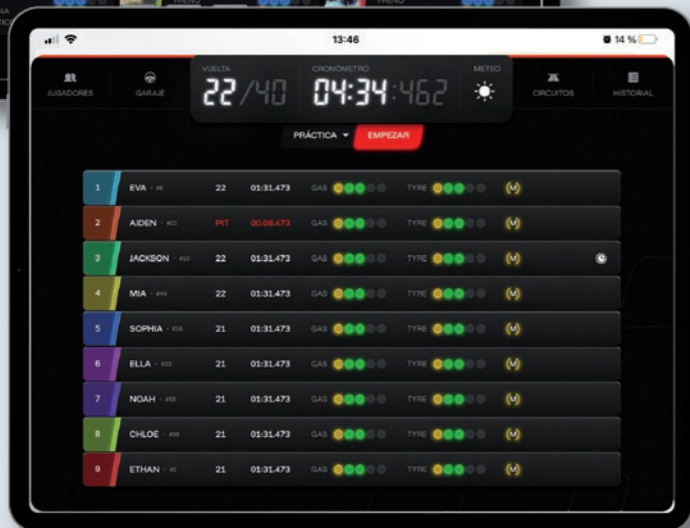 13:46
14 %
JUGADORES
GARAJE
VUELTA
22/40
CRONÓMETRO
04:34:462
METEO
CIRCUITOS
HISTORIAL
PRÁCTICA
EMPEZAR
1 EVA 22 01:31.473 GAS TYRE (M)
2 AIDEN PIT 00:08.473 GAS TYRE (M)
3 JACKSON 22 01:31.473 GAS TYRE (M)
4 MIA 22 01:31.473 GAS TYRE (M)
5 SOPHIA 21 01:31.473 GAS TYRE (M)
6 ELLA 21 01:31.473 GAS TYRE (M)
7 NOAH 21 01:31.473 GAS TYRE (M)
8 CHLOE 21 01:31.473 GAS TYRE (M)
9 ETHAN 21 01:31.473 GAS TYRE (M)